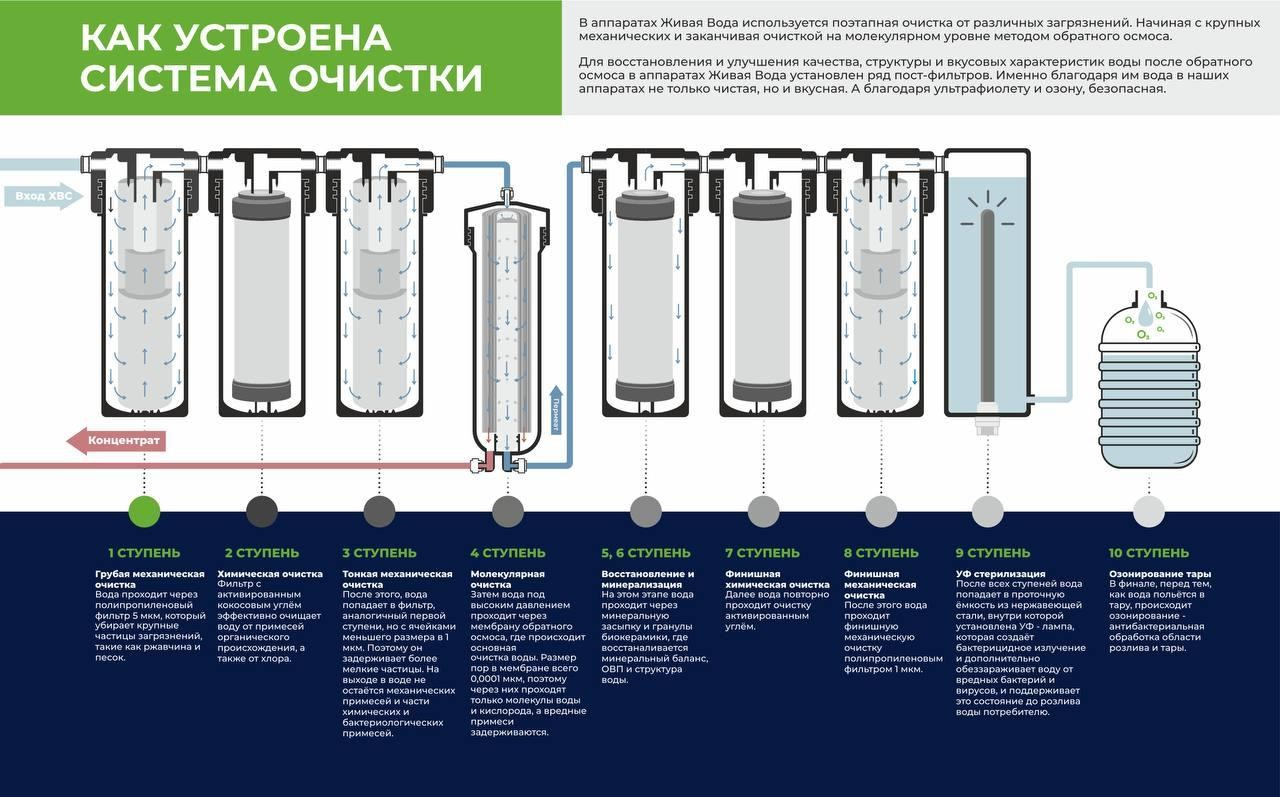 КАК УСТРОЕНА
СИСТЕМА ОЧИСТКИ
В аппаратах Живая Вода используется поэтапная очистка от различных загрязнений. Начиная с крупных
механических и заканчивая очисткой на молекулярном уровне методом обратного осмоса.
Для восстановления и улучшения качества, структуры и вкусовых характеристик воды после обратного
осмоса в аппаратах Живая Вода установлен ряд пост-фильтров. Именно благодаря им вода в наших
аппаратах не только чистая, но и вкусная. А благодаря ультрафиолету и озону, безопасная.
Вход ХВС
Концентрат
Пермеат
O₃
O₃
O₃
O₃
O₃
1 СТУПЕНЬ
Грубая механическая
очистка
Вода проходит через
полипропиленовый
фильтр 5 мкм, который
убирает крупные
частицы загрязнений,
такие как ржавчина и
песок.
2 СТУПЕНЬ
Химическая очистка
Фильтр с
активированным
кокосовым углём
эффективно очищает
воду от примесей
органического
происхождения, а
также от хлора.
3 СТУПЕНЬ
Тонкая механическая
очистка
После этого, вода
попадает в фильтр,
аналогичный первой
ступени, но с ячейками
меньшего размера в 1
мкм. Поэтому он
задерживает более
мелкие частицы. На
выходе в воде не
остаётся механических
примесей и части
химических и
бактериологических
примесей.
4 СТУПЕНЬ
Молекулярная
очистка
Затем вода под
высоким давлением
проходит через
мембрану обратного
осмоса, где происходит
основная
очистка воды. Размер
пор в мембране всего
0,0001 мкм, поэтому
через них проходят
только молекулы воды
и кислорода, а вредные
примеси
задерживаются.
5, 6 СТУПЕНЬ
Восстановление и
минерализация
На этом этапе вода
проходит через
минеральную
засыпку и гранулы
биокерамики, где
восстаналивается
минеральный баланс,
ОВП и структура
воды.
7 СТУПЕНЬ
Финишная
химическая очистка
Далее вода повторно
проходит очистку
активированным
углём.
8 СТУПЕНЬ
Финишная
механическая
очистка
После этого вода
проходит
финишную
механическую
очистку
полипропиленовым
фильтром 1 мкм.
9 СТУПЕНЬ
УФ стерилизация
После всех ступеней вода
попадает в проточную
ёмкость из нержавеющей
стали, внутри которой
установлена УФ - лампа,
которая создёт
бактерицидное излучение
и дополнительно
обеззараживает воду от
вредных бактерий и
вирусов, и поддерживает
это состояние до розлива
воды потребителю.
10 СТУПЕНЬ
Озонирование тары
В финале, перед тем,
как вода польётся в
тару, происходит
озонирование -
антибактериальная
обработка области
розлива и тары.